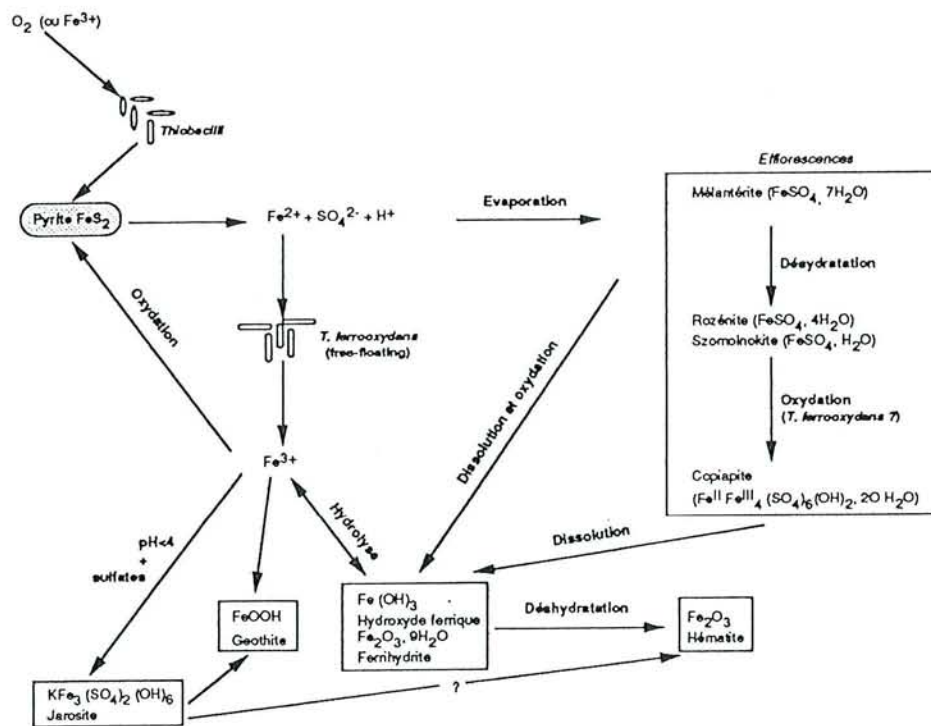 O₂ (ou Fe³⁺)
Thiobacilli
Pyrite FeS₂
Fe²⁺ + SO₄²⁻ + H⁺
Evaporation
Efflorescences
Mélantérite (FeSO₄, 7H₂O)
Déshydratation
Rozénite (FeSO₄, 4H₂O)
Szomolnokite (FeSO₄, H₂O)
Oxydation
(T. ferrooxydans ?)
Copiapite
(Feᴵᴵ Feᴵᴵᴵ₄ (SO₄)₆(OH)₂, 20 H₂O)
Oxydation
T. ferrooxydans
(free-floating)
Dissolution et oxydation
Fe³⁺
Hydrolyse
Dissolution
pH<4
+
sulfates
FeOOH
Geothite
Fe (OH)₃
Hydroxyde ferrique
Fe₂O₃, 9H₂O
Ferrihydrite
Déshydratation
Fe₂O₃
Hématite
KFe₃ (SO₄)₂ (OH)₆
Jarosite
?